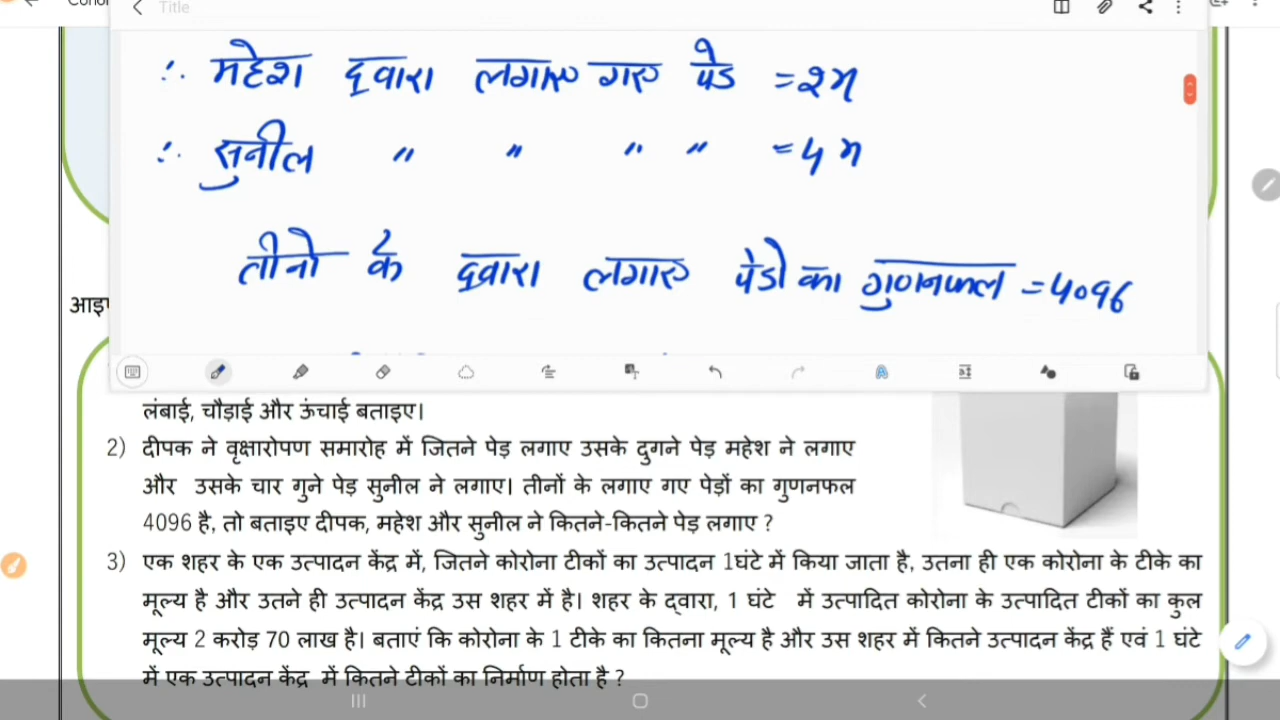 Title
∴ महेश द्वारा लगाए गए पेड = 2x
∴ सुनील " " " " = 4x
तीनो के द्वारा लगाए पेडो का गुणनफल = 4096
लंबाई, चौड़ाई और ऊंचाई बताइए।
2) दीपक ने वृक्षारोपण समारोह में जितने पेड़ लगाए उसके दुगने पेड़ महेश ने लगाए
और उसके चार गुने पेड़ सुनील ने लगाए। तीनों के लगाए गए पेड़ों का गुणनफल
4096 है, तो बताइए दीपक, महेश और सुनील ने कितने-कितने पेड़ लगाए ?
3) एक शहर के एक उत्पादन केंद्र में, जितने कोरोना टीकों का उत्पादन 1घंटे में किया जाता है, उतना ही एक कोरोना के टीके का
मूल्य है और उतने ही उत्पादन केंद्र उस शहर में है। शहर के द्वारा, 1 घंटे में उत्पादित कोरोना के उत्पादित टीकों का कुल
मूल्य 2 करोड़ 70 लाख है। बताएं कि कोरोना के 1 टीके का कितना मूल्य है और उस शहर में कितने उत्पादन केंद्र हैं एवं 1 घंटे
में एक उत्पादन केंद्र में कितने टीकों का निर्माण होता है ?